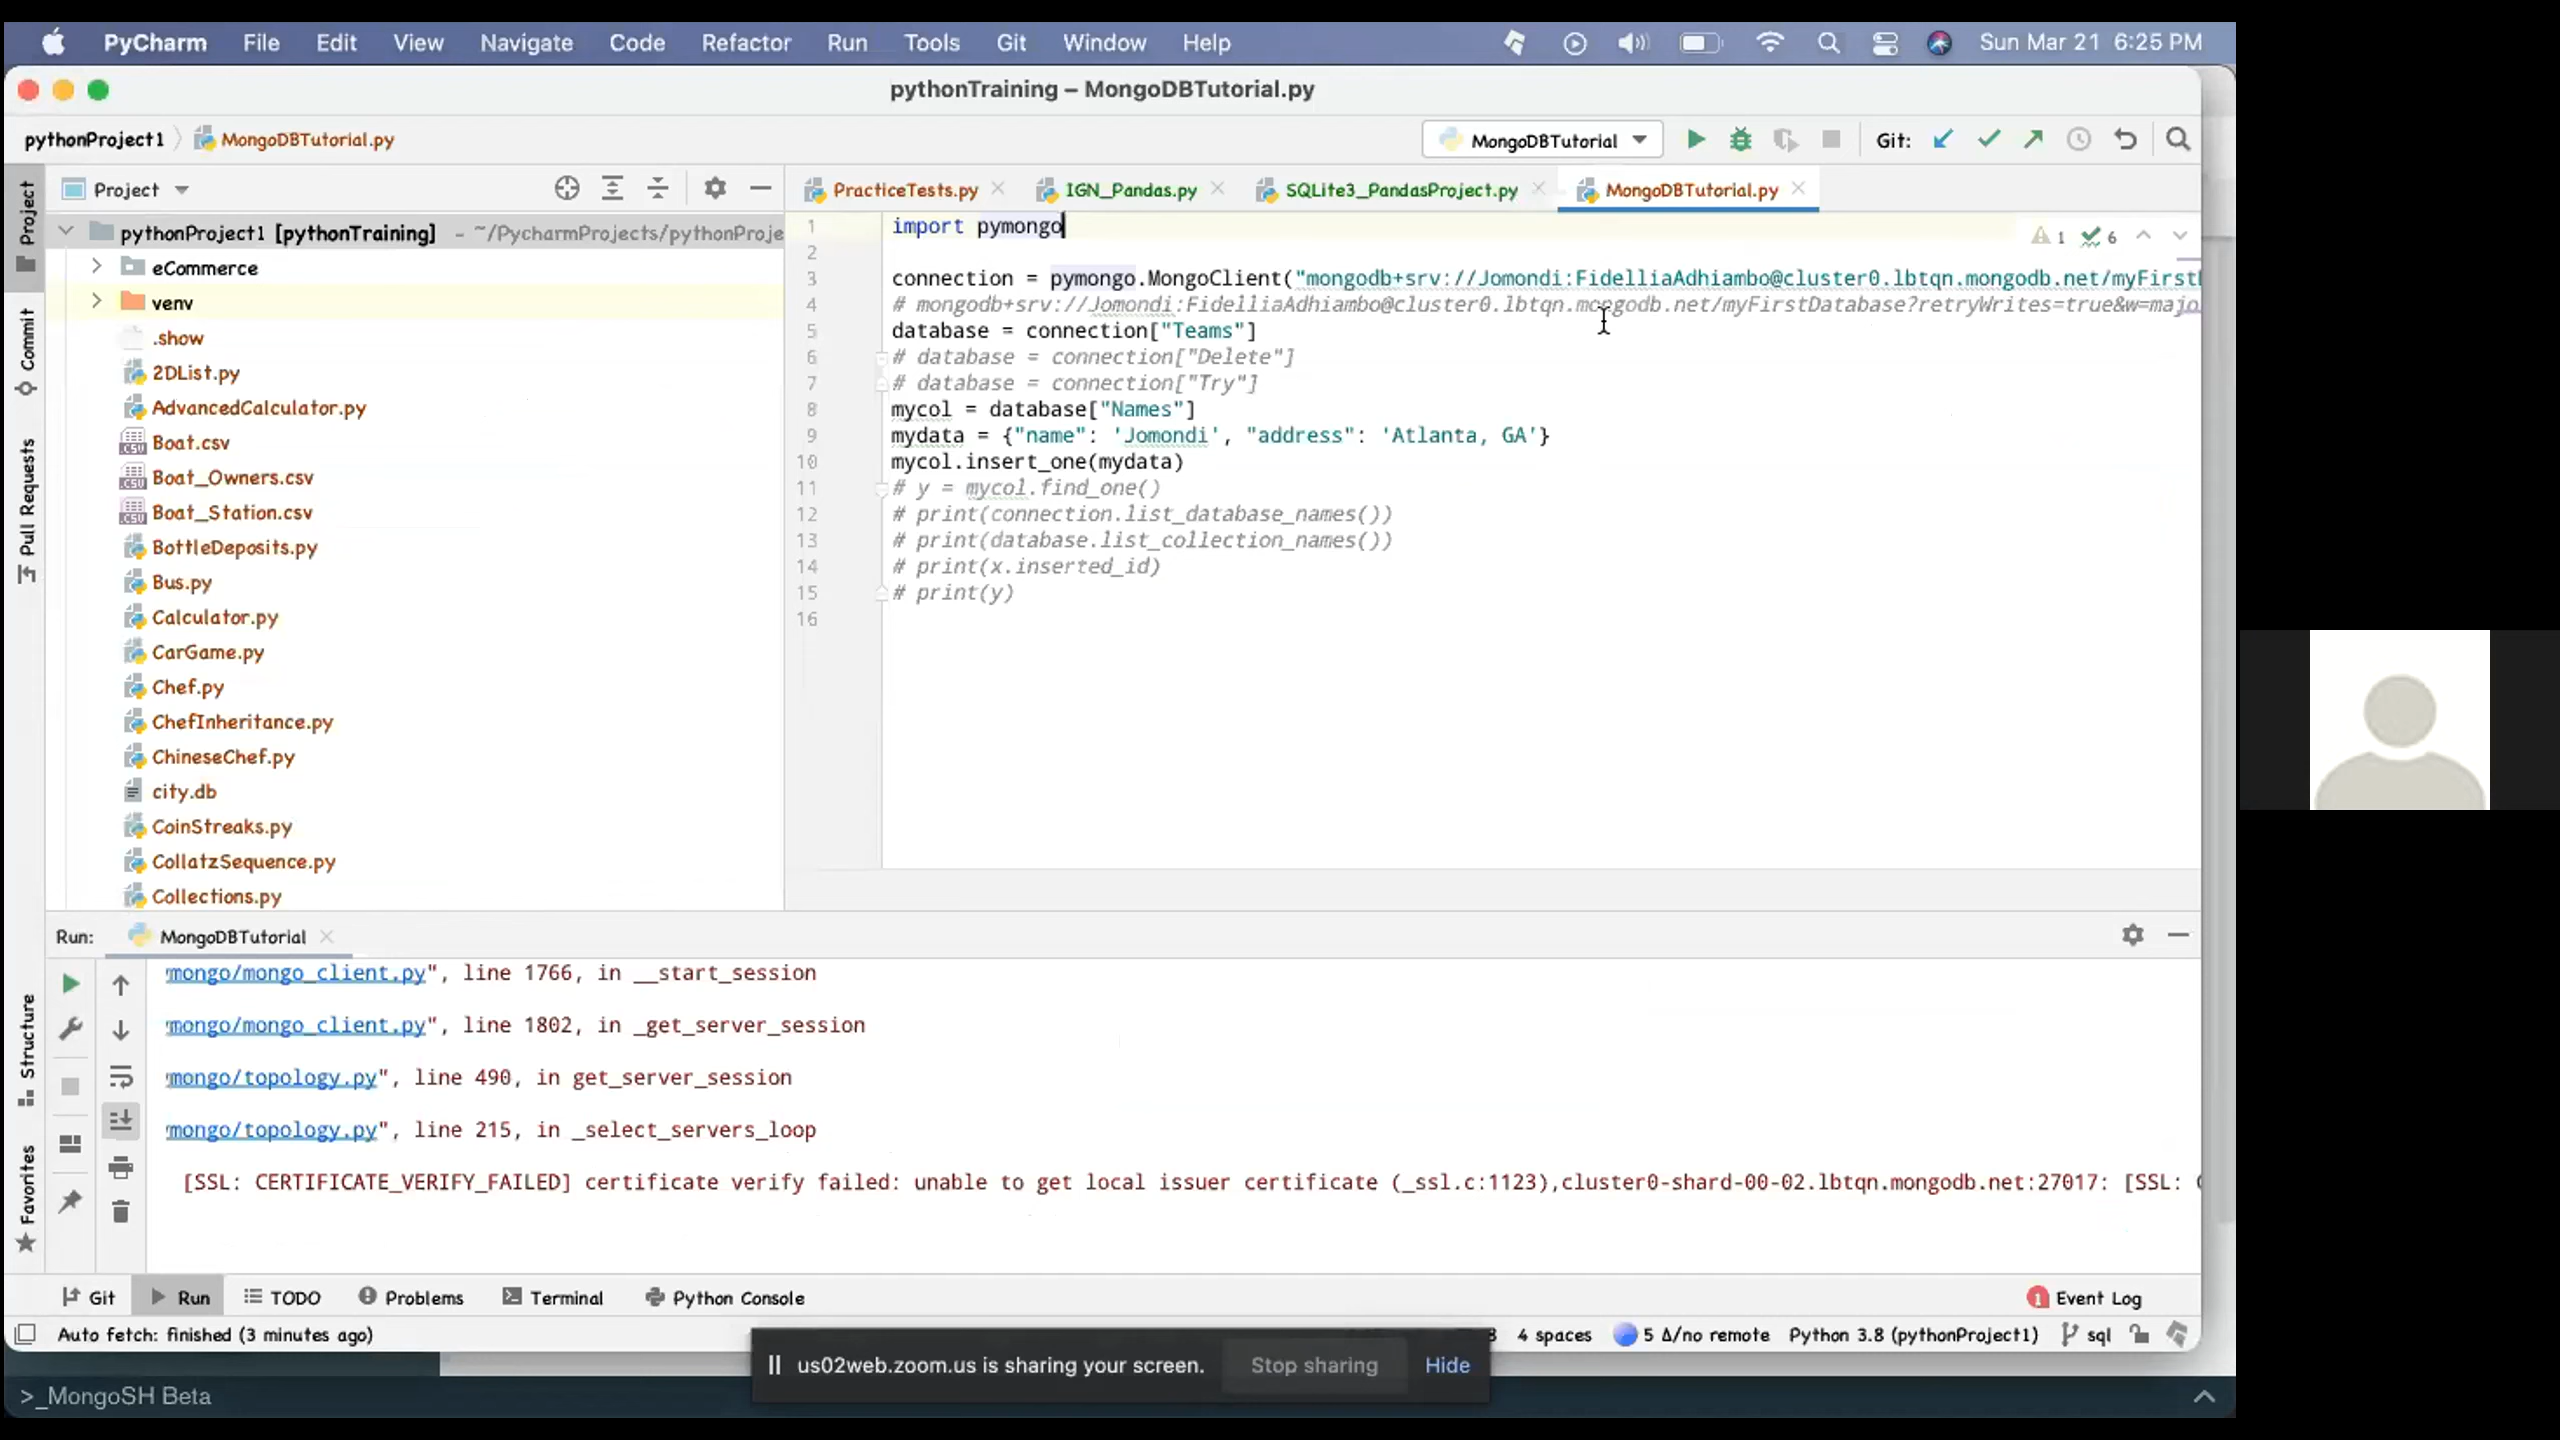 PyCharm File Edit View Navigate Code Refactor Run Tools Git Window Help Sun Mar 21 6:25 PM
pythonTraining – MongoDBTutorial.py
pythonProject1 MongoDBTutorial.py MongoDBTutorial Git:
Project PracticeTests.py IGN_Pandas.py SQLite3_PandasProject.py MongoDBTutorial.py
Project
Commit
Pull Requests
Structure
Favorites
pythonProject1 [pythonTraining] - ~/PycharmProjects/pythonProje
eCommerce
venv
.show
2DList.py
AdvancedCalculator.py
Boat.csv
Boat_Owners.csv
Boat_Station.csv
BottleDeposits.py
Bus.py
Calculator.py
CarGame.py
Chef.py
ChefInheritance.py
ChineseChef.py
city.db
CoinStreaks.py
CollatzSequence.py
Collections.py
1 import pymongo
1 6
2
3 connection = pymongo.MongoClient("mongodb+srv://Jomondi:FidelliaAdhiambo@cluster0.lbtqn.mongodb.net/myFirst
4 # mongodb+srv://Jomondi:FidelliaAdhiambo@cluster0.lbtqn.mongodb.net/myFirstDatabase?retryWrites=true&w=majo
5 database = connection["Teams"]
6 # database = connection["Delete"]
7 # database = connection["Try"]
8 mycol = database["Names"]
9 mydata = {"name": 'Jomondi', "address": 'Atlanta, GA'}
10 mycol.insert_one(mydata)
11 # y = mycol.find_one()
12 # print(connection.list_database_names())
13 # print(database.list_collection_names())
14 # print(x.inserted_id)
15 # print(y)
16
Run: MongoDBTutorial
mongo/mongo_client.py", line 1766, in __start_session
mongo/mongo_client.py", line 1802, in _get_server_session
mongo/topology.py", line 490, in get_server_session
mongo/topology.py", line 215, in _select_servers_loop
[SSL: CERTIFICATE_VERIFY_FAILED] certificate verify failed: unable to get local issuer certificate (_ssl.c:1123),cluster0-shard-00-02.lbtqn.mongodb.net:27017: [SSL:
Git Run TODO Problems Terminal Python Console 1 Event Log
Auto fetch: finished (3 minutes ago) 8 4 spaces 5 Δ/no remote Python 3.8 (pythonProject1) sql
us02web.zoom.us is sharing your screen. Stop sharing Hide
>_MongoSH Beta